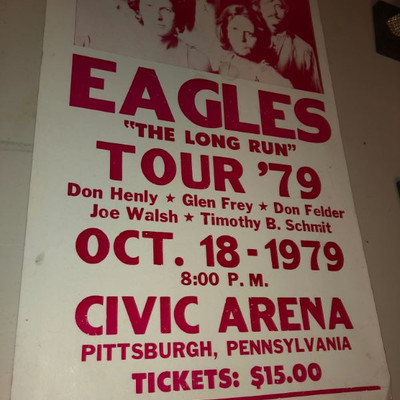 EAGLES
"THE LONG RUN"
TOUR '79
Don Henly ★ Glen Frey ★ Don Felder
Joe Walsh ★ Timothy B. Schmit
OCT. 18-1979
8:00 P. M.
CIVIC ARENA
PITTSBURGH, PENNSYLVANIA
TICKETS: $15.00